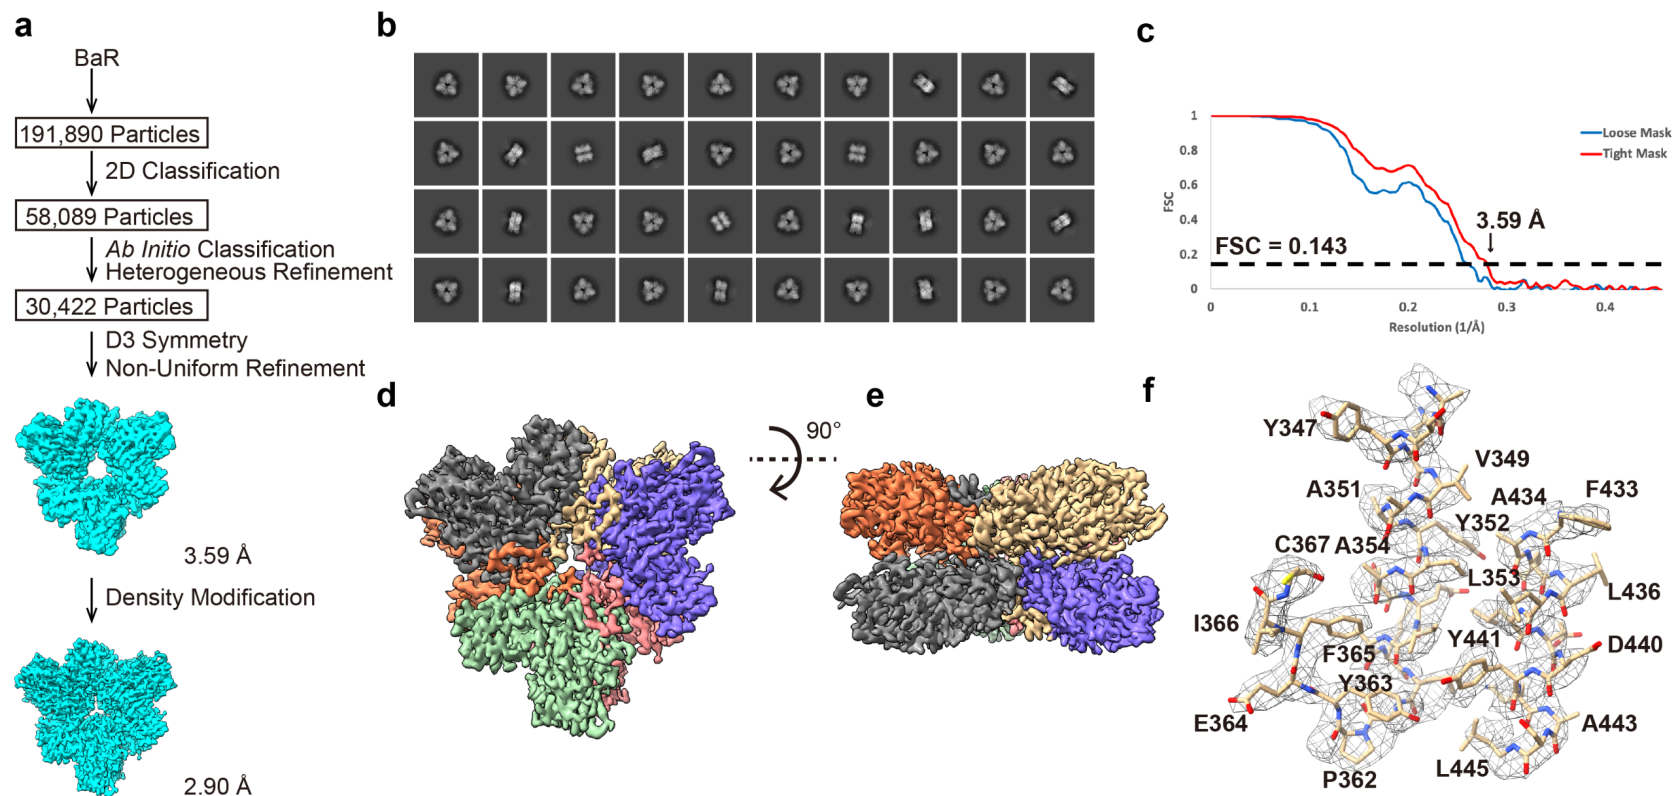 a
BaR
191,890 Particles
2D Classification
58,089 Particles
Ab Initio Classification
Heterogeneous Refinement
30,422 Particles
D3 Symmetry
Non-Uniform Refinement
3.59 Å
Density Modification
2.90 Å
b
c
1
0.8
0.6
0.4
0.2
0
FSC
Loose Mask
Tight Mask
3.59 Å
FSC = 0.143
0
0.1
0.2
0.3
0.4
Resolution (1/Å)
d
90°
e
f
Y347
V349
A351
A434
F433
Y352
C367
A354
L353
L436
I366
Y441
D440
F365
Y363
E364
A443
P362
L445